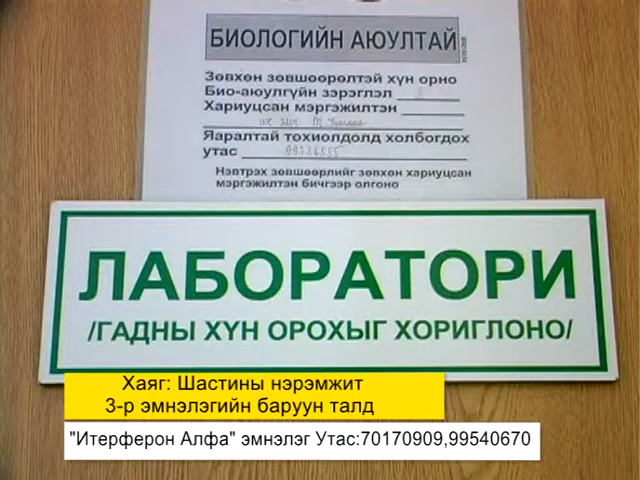 БИОЛОГИЙН АЮУЛТАЙ
Зөвхөн зөвшөөрөлтэй хүн орно
Био-аюулгүйн зэрэглэл
Хариуцсан мэргэжилтэн
Яаралтай тохиолдолд холбогдох
утас
Нэвтрэх зөвшөөрлийг зөвхөн хариуцсан
мэргэжилтэн бичгээр олгоно
ЛАБОРАТОРИ
/ГАДНЫ ХҮН ОРОХЫГ ХОРИГЛОНО/
Хаяг: Шастины нэрэмжит
3-р эмнэлэгийн баруун талд
"Итерферон Алфа" эмнэлэг Утас:70170909,99540670